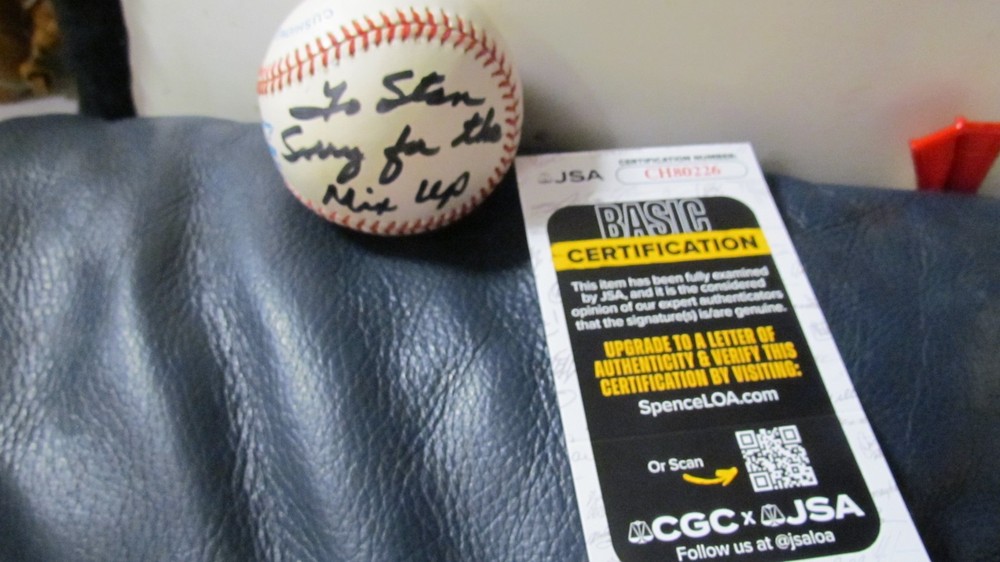 CUSHION
To Stan
Sorry for the
Mix Up
JSA
CERTIFICATION NUMBER
CH80226
BASIC
CERTIFICATION
This item has been fully examined
by JSA, and it is the considered
opinion of our expert authenticators
that the signature(s) is/are genuine.
UPGRADE TO A LETTER OF
AUTHENTICITY & VERIFY THIS
CERTIFICATION BY VISITING:
SpenceLOA.com
Or Scan
CGC x JSA
Follow us at @jsaloa